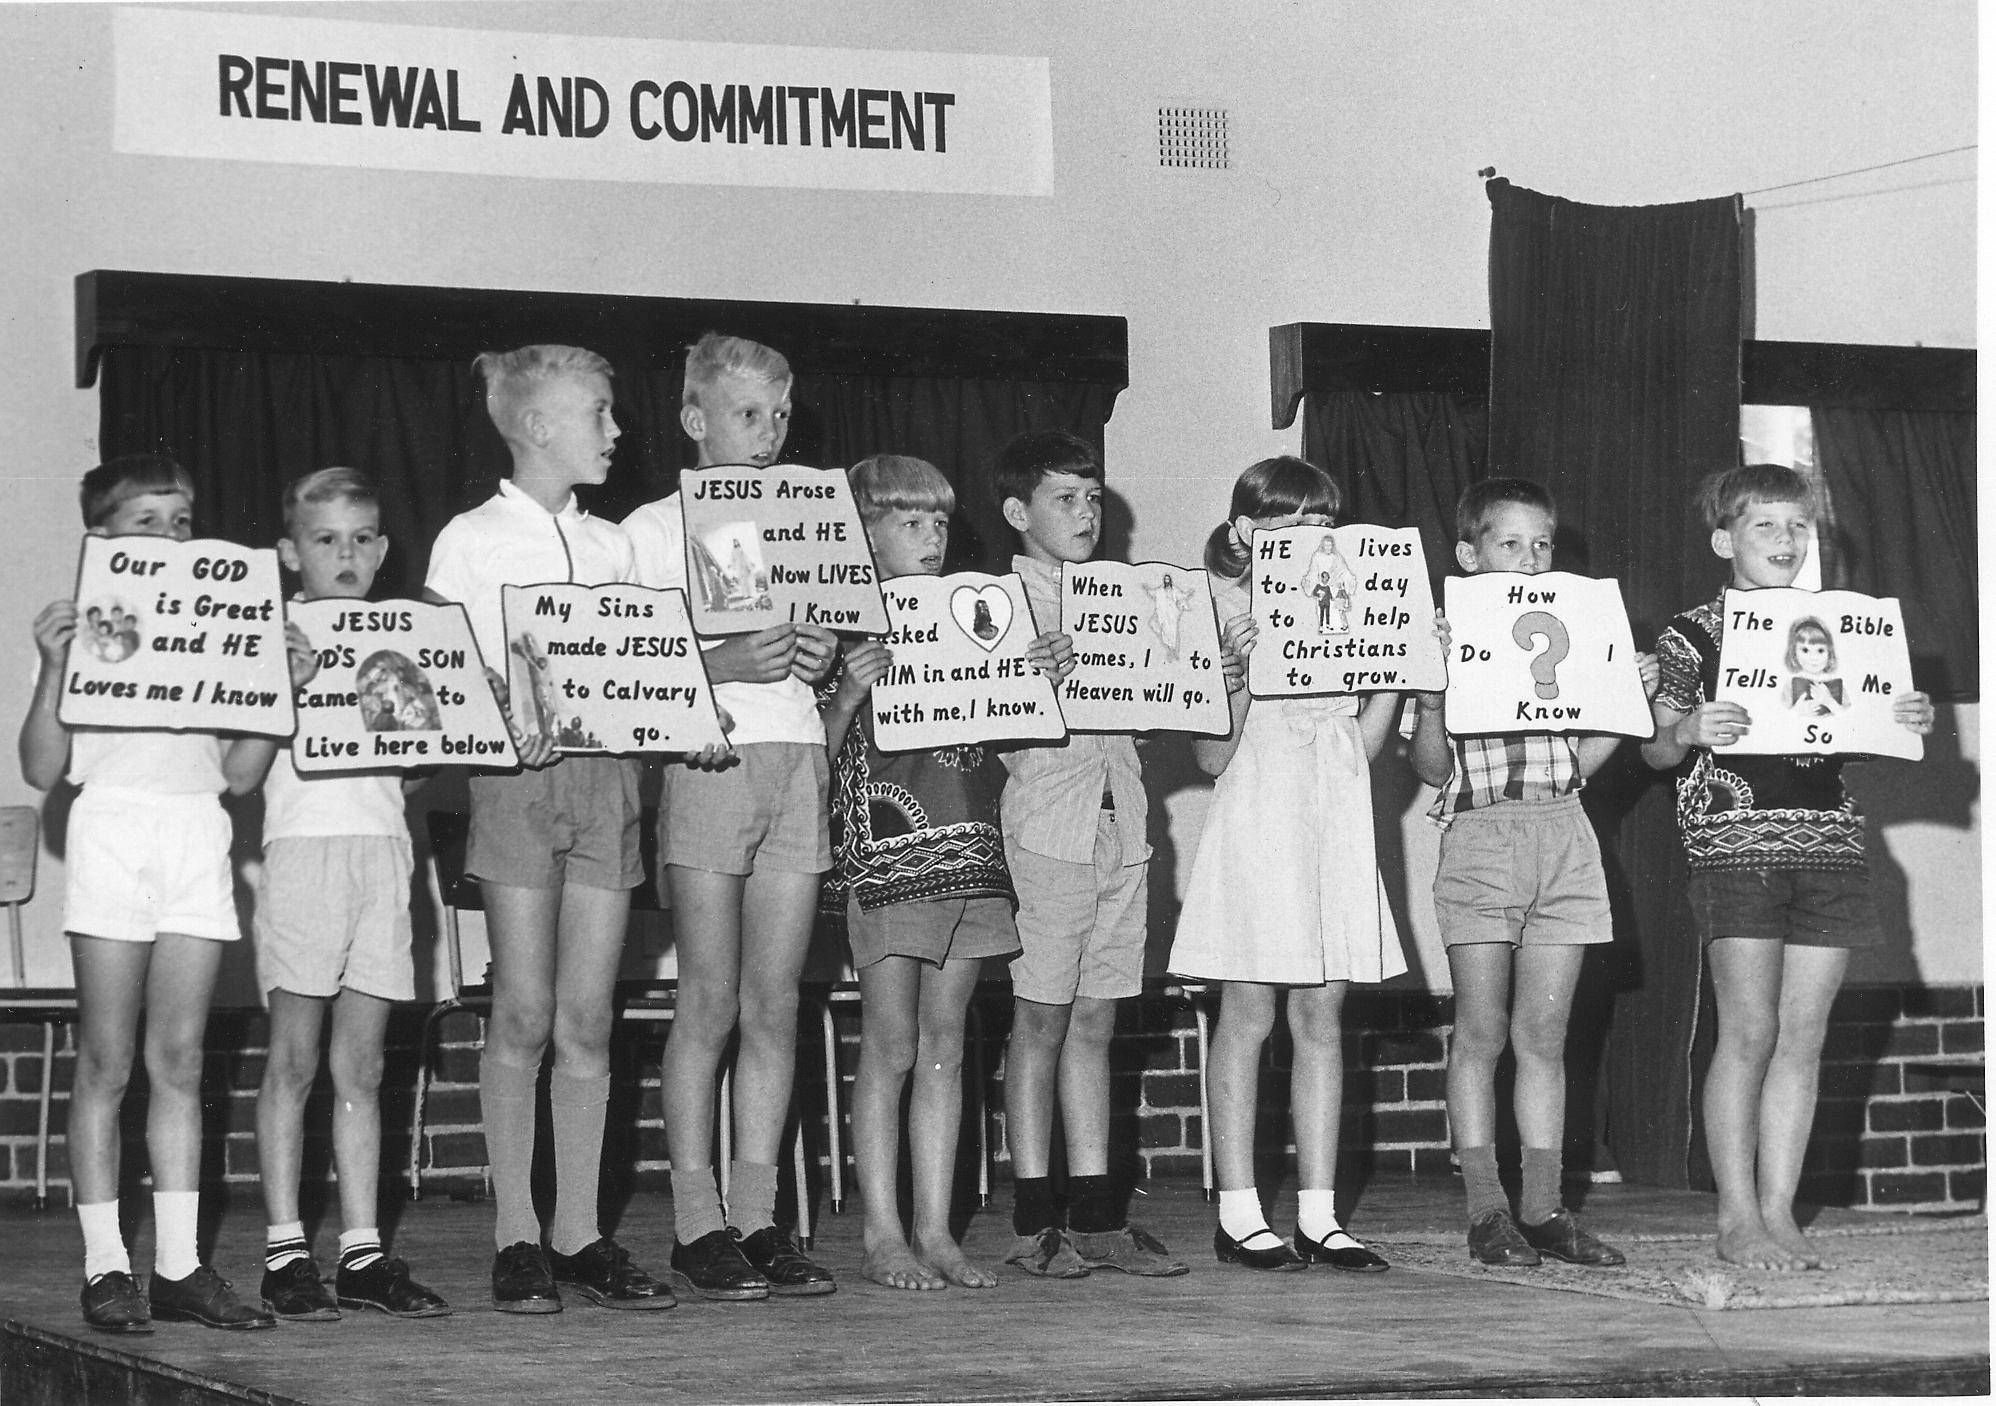 RENEWAL AND COMMITMENT
Our GOD
is Great
and HE
Loves me I know
JESUS
SON
Came to
Live here below
My Sins
made JESUS
to Calvary
go.
JESUS Arose
and HE
Now LIVES
I Know
I've
HIM in and HE's
with me, I know.
When
JESUS
comes, I to
Heaven will go.
HE lives
to- day
to help
Christians
to grow.
How
Do ? I
Know
The Bible
Tells Me
So